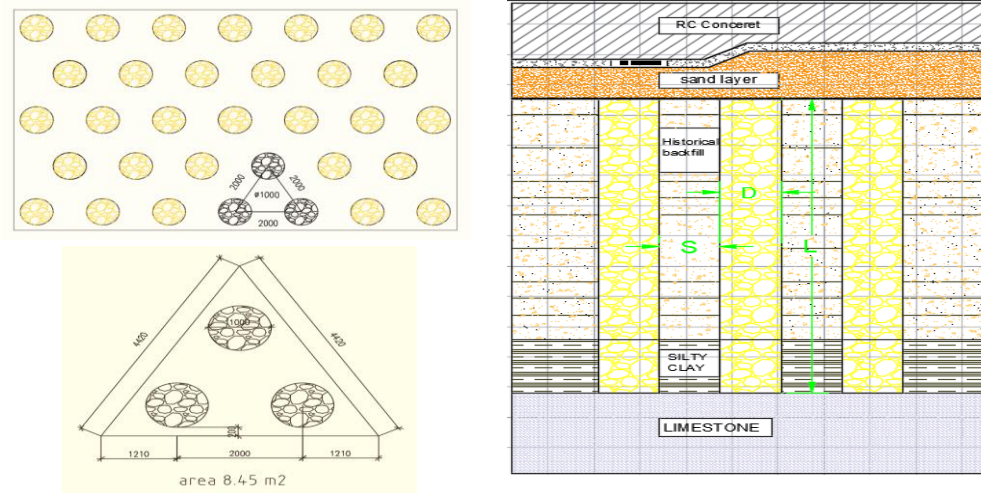 2000
2000
ø1000
2000
4420
4420
1000
200
1210
2000
1210
area 8.45 m2
RC Conceret
sand layer
Historical
backfill
D
S
L
SILTY
CLAY
LIMESTONE